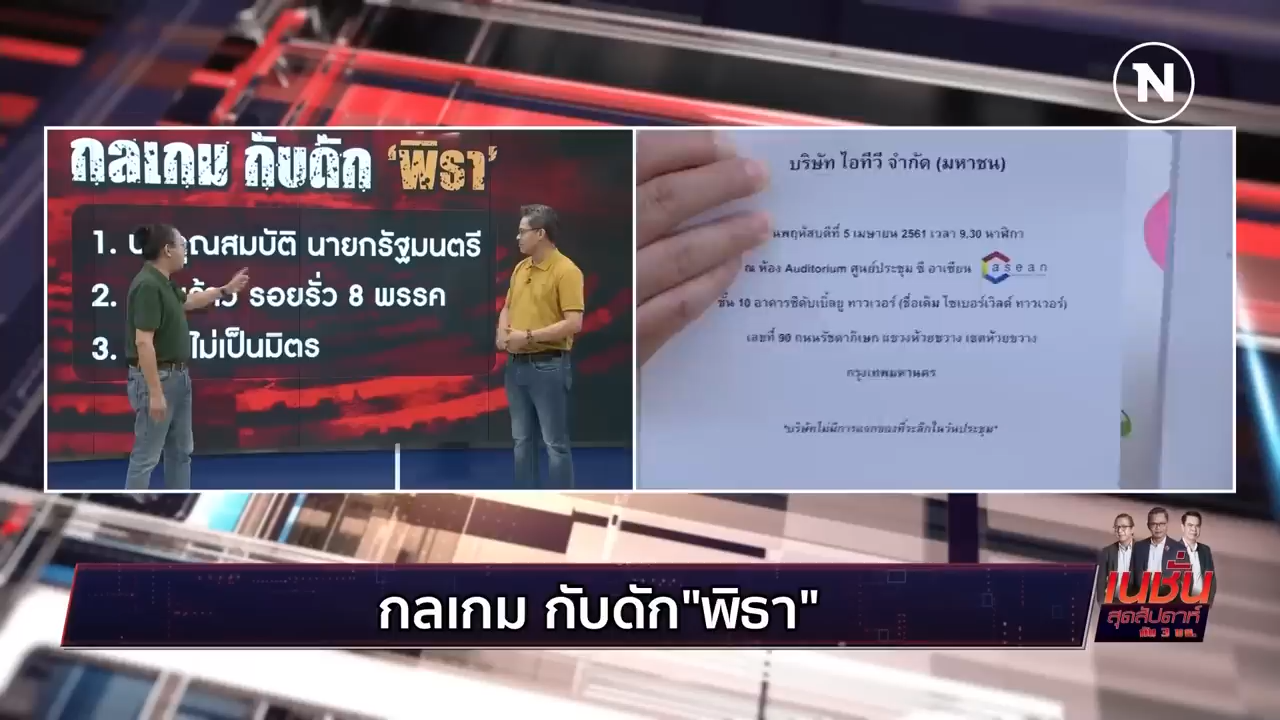 N
กลเกม กับดัก 'พิธา'
1. คุณสมบัติ นายกรัฐมนตรี
2. รอยรั่ว 8 พรรค
3. ไม่เป็นมิตร
บริษัท ไอทีวี จำกัด (มหาชน)
พฤหัสบดีที่ 5 เมษายน 2561 เวลา 9.30 นาฬิกา
ณ ห้อง Auditorium ศูนย์ประชุม ซี อาเซียน asean
ชั้น 10 อาคารซีดับเบิ้ลยู ทาวเวอร์ (ชื่อเดิม ไซเบอร์เวิลด์ ทาวเวอร์)
เลขที่ 90 ถนนรัชดาภิเษก แขวงห้วยขวาง เขตห้วยขวาง
กรุงเทพมหานคร
"บริษัทไม่มีการแจกของที่ระลึกในวันประชุม"
กลเกม กับดัก"พิธา"
เนชั่น
สุดสัปดาห์
กับ 3 บก.